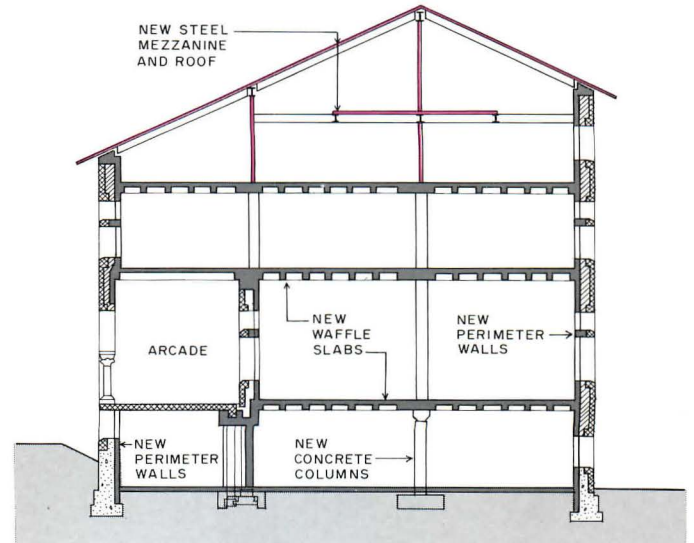 NEW STEEL
MEZZANINE
AND ROOF
ARCADE
NEW
WAFFLE
SLABS
NEW
PERIMETER
WALLS
NEW
PERIMETER
WALLS
NEW
CONCRETE
COLUMNS